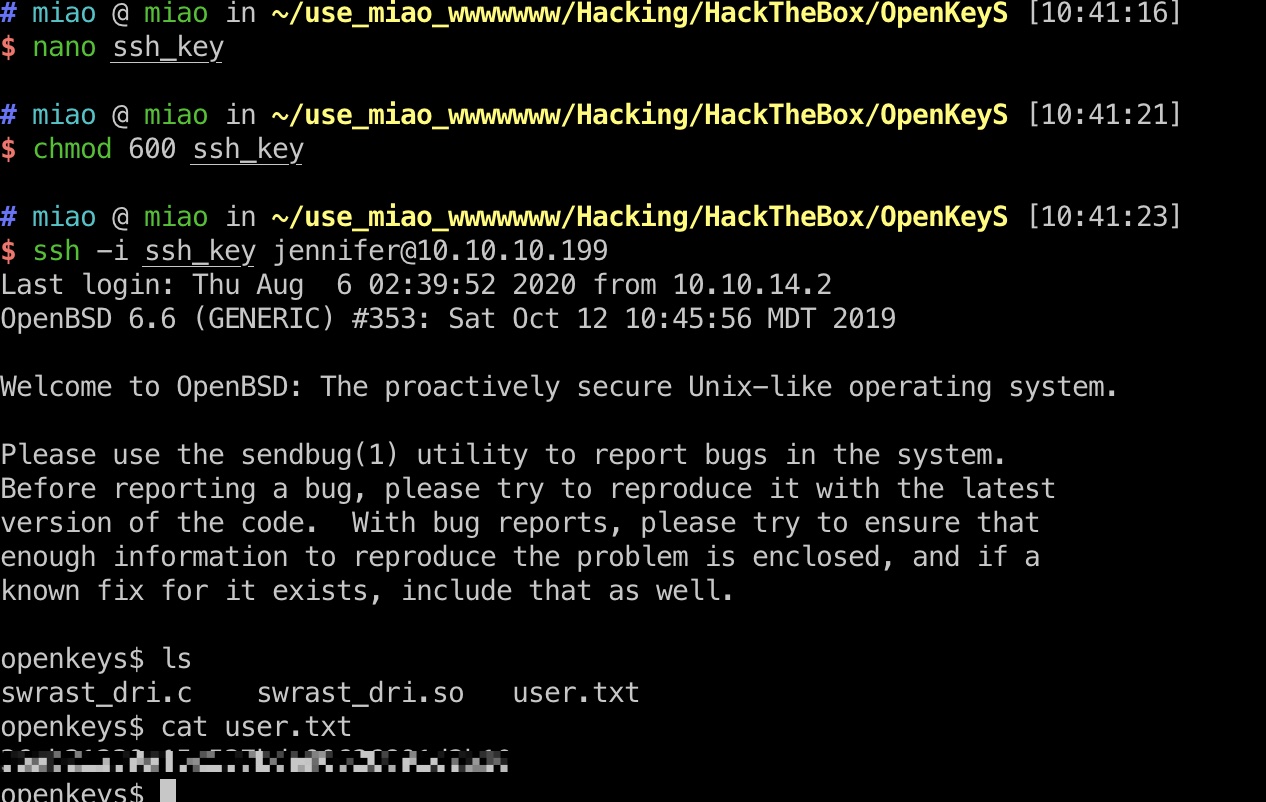 # miao @ miao in ~/use_miao_wwwwwww/Hacking/HackTheBox/OpenKeyS [10:41:16]
$ nano ssh_key
# miao @ miao in ~/use_miao_wwwwwww/Hacking/HackTheBox/OpenKeyS [10:41:21]
$ chmod 600 ssh_key
# miao @ miao in ~/use_miao_wwwwwww/Hacking/HackTheBox/OpenKeyS [10:41:23]
$ ssh -i ssh_key jennifer@10.10.10.199
Last login: Thu Aug  6 02:39:52 2020 from 10.10.14.2
OpenBSD 6.6 (GENERIC) #353: Sat Oct 12 10:45:56 MDT 2019
Welcome to OpenBSD: The proactively secure Unix-like operating system.
Please use the sendbug(1) utility to report bugs in the system.
Before reporting a bug, please try to reproduce it with the latest
version of the code.  With bug reports, please try to ensure that
enough information to reproduce the problem is enclosed, and if a
known fix for it exists, include that as well.
openkeys$ ls
swrast_dri.c    swrast_dri.so   user.txt
openkeys$ cat user.txt
openkeys$